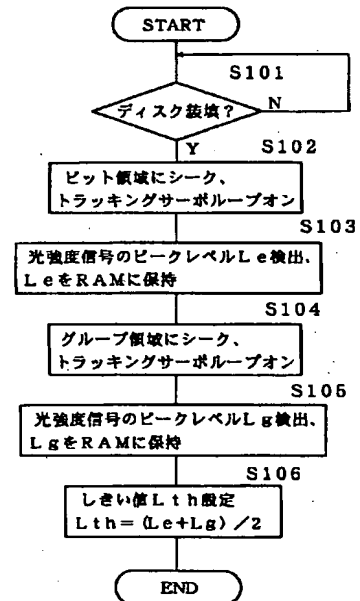 START
S101
ディスク装填？
N
Y
S102
ピット領域にシーク、
トラッキングサーボループオン
S103
光強度信号のピークレベルＬｅ検出、
ＬｅをＲＡＭに保持
S104
グルーブ領域にシーク、
トラッキングサーボループオン
S105
光強度信号のピークレベルＬｇ検出、
ＬｇをＲＡＭに保持
S106
しきい値Ｌｔｈ設定
Ｌｔｈ＝(Ｌｅ+Ｌｇ)／2
END